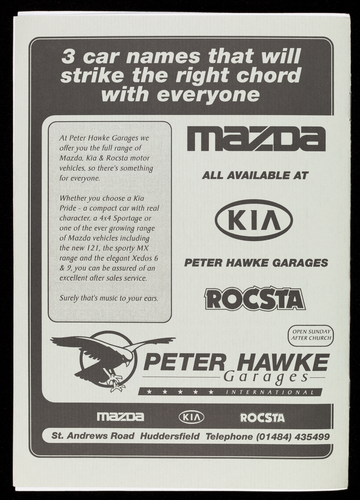 3 car names that will
strike the right chord
with everyone
At Peter Hawke Garages we
offer you the full range of
Mazda, Kia & Rocsta motor
vehicles, so there's something
for everyone.
Whether you choose a Kia
Pride - a compact car with real
character, a 4x4 Sportage or
one of the ever growing range
of Mazda vehicles including
the new 121, the sporty MX
range and the elegant Xedos 6
& 9, you can be assured of an
excellent after sales service.
Surely that's music to your ears.
mazda
ALL AVAILABLE AT
KIA
PETER HAWKE GARAGES
ROCSTA
OPEN SUNDAY
AFTER CHURCH
PETER HAWKE
Garages
INTERNATIONAL
mazda KIA ROCSTA
St. Andrews Road Huddersfield Telephone (01484) 435499